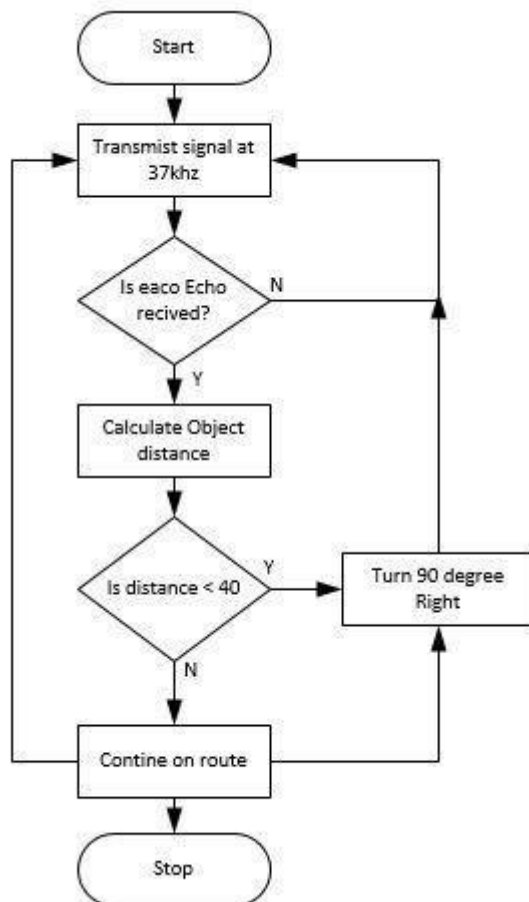 Start
Transmist signal at
37khz
Is eaco Echo
recived?
N
Y
Calculate Object
distance
Is distance < 40
Y
Turn 90 degree
Right
N
Contine on route
Stop